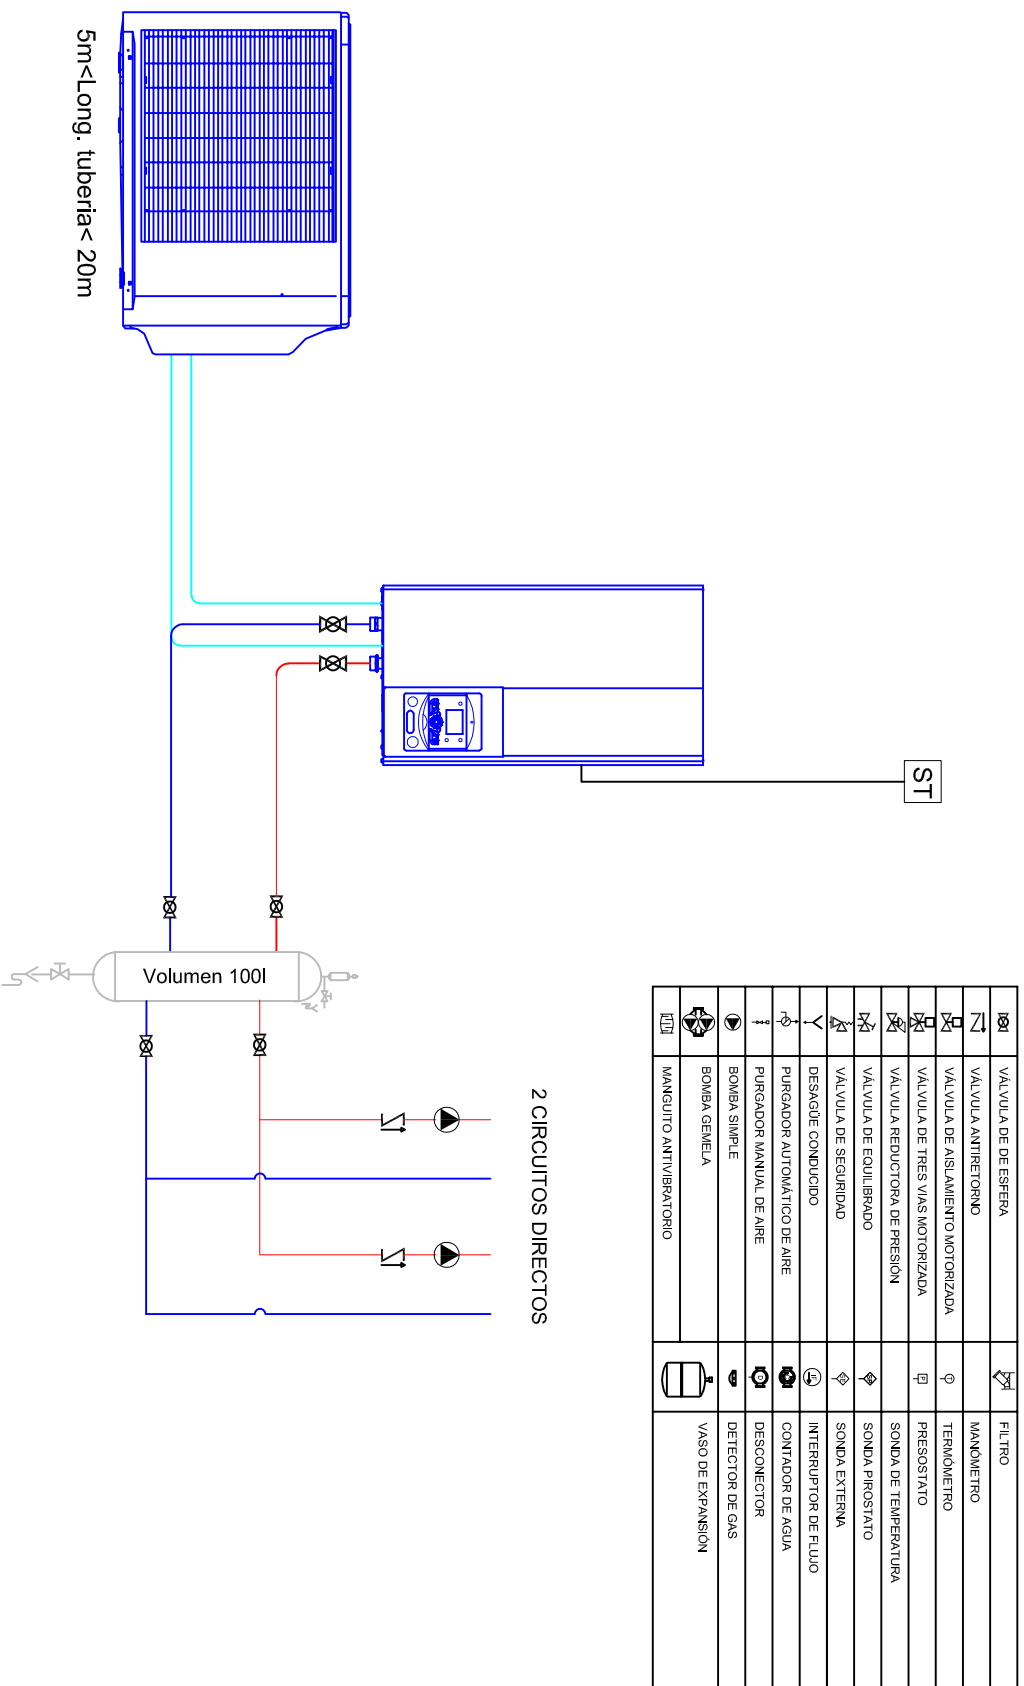 5m<Long. tuberia< 20m
ST
Volumen 100l
2 CIRCUITOS DIRECTOS
VÁLVULA DE DE ESFERA
FILTRO
VÁLVULA ANTIRETORNO
MANÓMETRO
VÁLVULA DE AISLAMIENTO MOTORIZADA
TERMÓMETRO
VÁLVULA DE TRES VIAS MOTORIZADA
PRESOSTATO
VÁLVULA REDUCTORA DE PRESIÓN
SONDA DE TEMPERATURA
VÁLVULA DE EQUILIBRADO
SONDA PIROSTATO
VÁLVULA DE SEGURIDAD
SONDA EXTERNA
DESAGÜE CONDUCIDO
INTERRUPTOR DE FLUJO
PURGADOR AUTOMÁTICO DE AIRE
CONTADOR DE AGUA
PURGADOR MANUAL DE AIRE
DESCONECTOR
BOMBA SIMPLE
DETECTOR DE GAS
BOMBA GEMELA
VASO DE EXPANSIÓN
MANGUITO ANTIVIBRATORIO